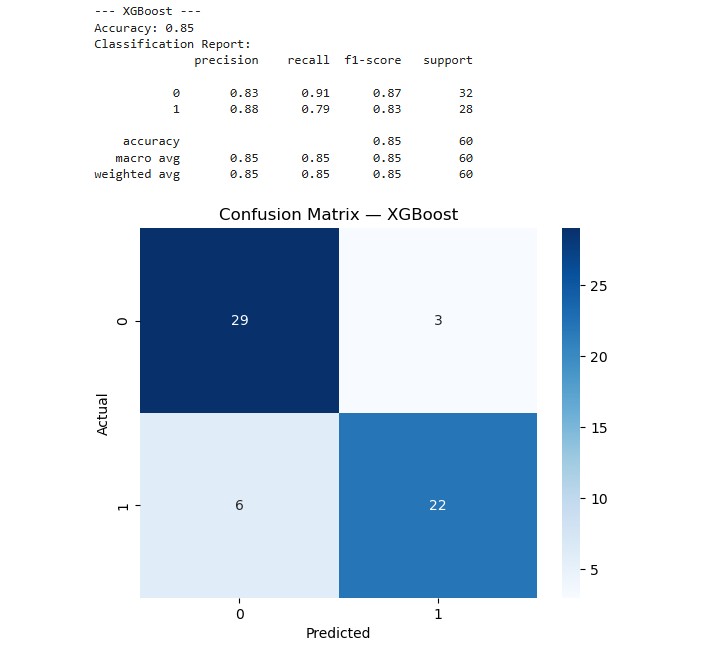 --- XGBoost ---
Accuracy: 0.85
Classification Report:
precision recall f1-score support
0 0.83 0.91 0.87 32
1 0.88 0.79 0.83 28
accuracy 0.85 60
macro avg 0.85 0.85 0.85 60
weighted avg 0.85 0.85 0.85 60
Confusion Matrix — XGBoost
0
29
3
1
6
22
Actual
0
1
Predicted
25
20
15
10
5